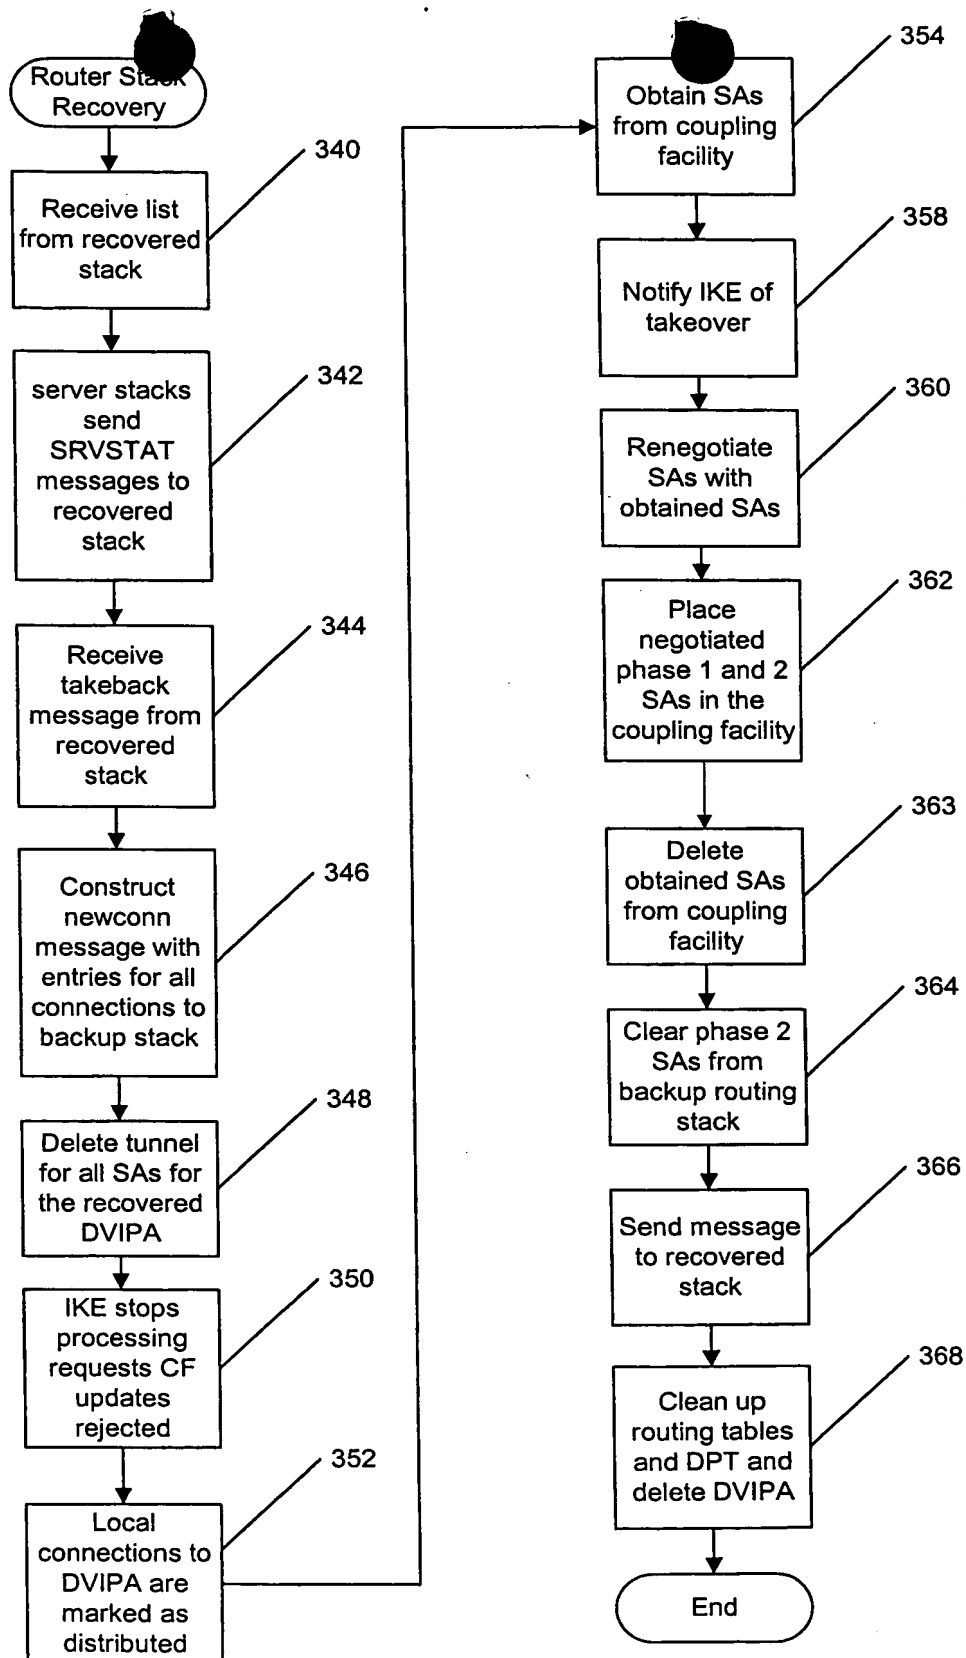 Router Stack
Recovery
340
Receive list
from recovered
stack
342
server stacks
send
SRVSTAT
messages to
recovered
stack
344
Receive
takeback
message from
recovered
stack
346
Construct
newconn
message with
entries for all
connections to
backup stack
348
Delete tunnel
for all SAs for
the recovered
DVIPA
350
IKE stops
processing
requests CF
updates
rejected
352
Local
connections to
DVIPA are
marked as
distributed
354
Obtain SAs
from coupling
facility
358
Notify IKE of
takeover
360
Renegotiate
SAs with
obtained SAs
362
Place
negotiated
phase 1 and 2
SAs in the
coupling facility
363
Delete
obtained SAs
from coupling
facility
364
Clear phase 2
SAs from
backup routing
stack
366
Send message
to recovered
stack
368
Clean up
routing tables
and DPT and
delete DVIPA
End